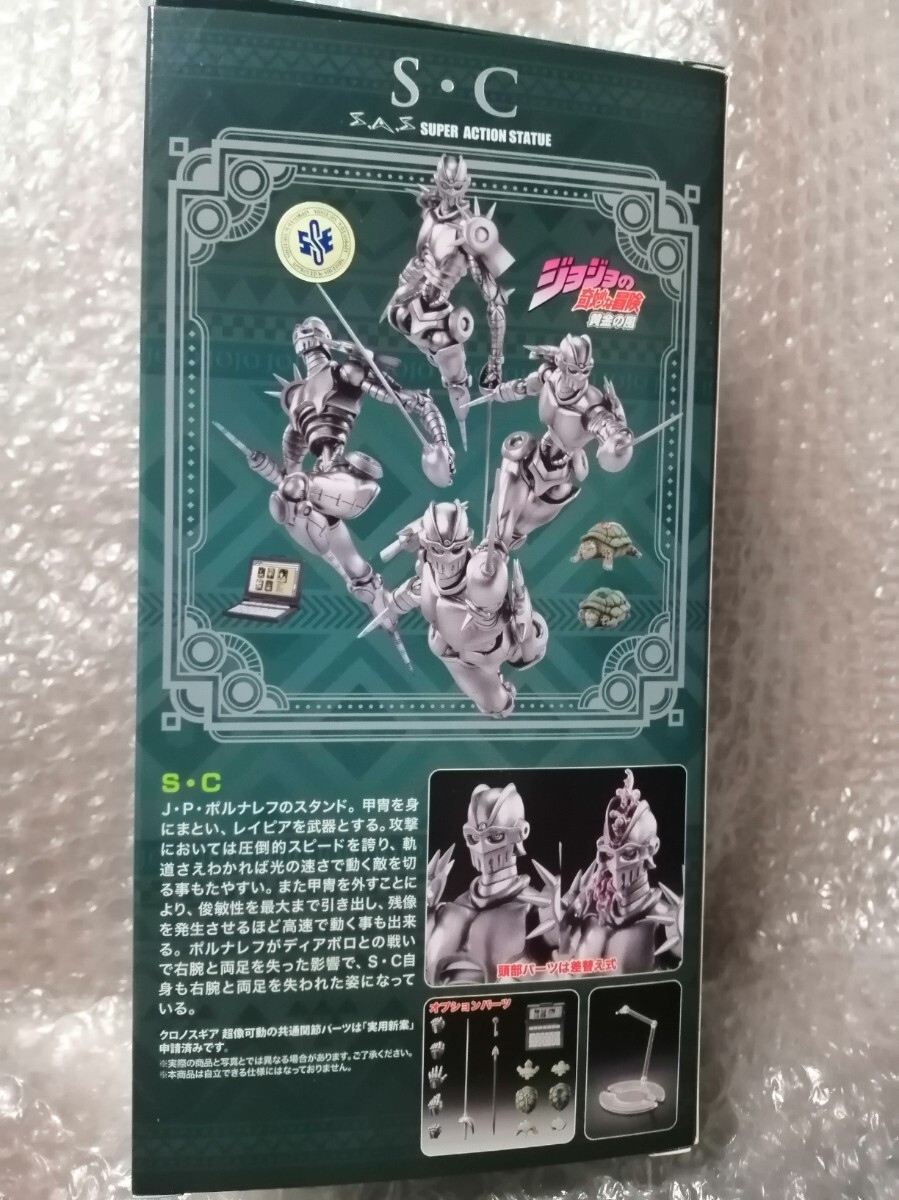 S・C
S.A.S SUPER ACTION STATUE
ジョジョの
奇妙な冒険
黄金の風
S・C
J・P・ポルナレフのスタンド。甲冑を身
にまとい、レイピアを武器とする。攻撃
においては圧倒的スピードを誇り、軌
道さえわかれば光の速さで動く敵を切
る事もたやすい。また甲冑を外すことに
より、俊敏性を最大まで引き出し、残像
を発生させるほど高速で動く事も出来
る。ポルナレフがディアボロとの戦い
で右腕と両足を失った影響で、S・C自
身も右腕と両足を失われた姿になって
いる。
クロノスギア 超像可動の共通関節パーツは「実用新案」
申請済みです。
※実際の商品と写真とでは異なる場合があります。ご了承ください。
※本商品は自立できる仕様にはなっておりません。
頭部パーツは差替え式
オプションパーツ